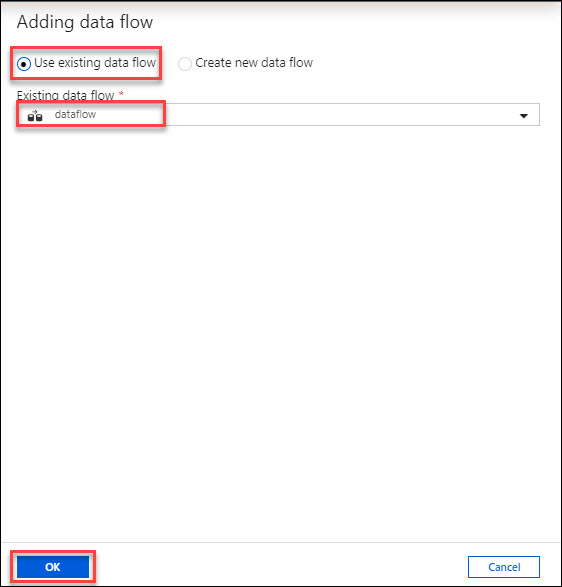 Adding data flow
Use existing data flow Create new data flow
Existing data flow *
dataflow
OK Cancel